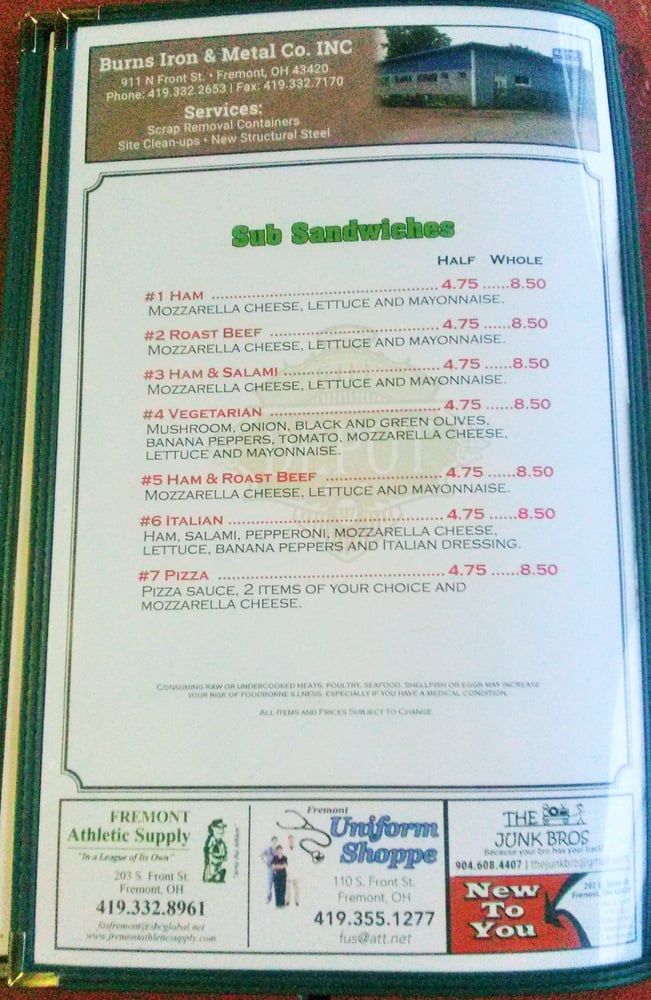 Burns Iron & Metal Co. INC
911 N Front St. • Fremont, OH 43420
Phone: 419.332.2653 | Fax: 419.332.7170
Services:
Scrap Removal Containers
Site Clean-ups • New Structural Steel
Sub Sandwiches
HALF WHOLE
#1 HAM ........ 4.75 ......8.50
MOZZARELLA CHEESE, LETTUCE AND MAYONNAISE.
#2 ROAST BEEF ........ 4.75 ......8.50
MOZZARELLA CHEESE, LETTUCE AND MAYONNAISE.
#3 HAM & SALAMI ........ 4.75 ......8.50
MOZZARELLA CHEESE, LETTUCE AND MAYONNAISE.
#4 VEGETARIAN ........ 4.75 ......8.50
MUSHROOM, ONION, BLACK AND GREEN OLIVES,
BANANA PEPPERS, TOMATO, MOZZARELLA CHEESE,
LETTUCE AND MAYONNAISE.
#5 HAM & ROAST BEEF ........ 4.75 ......8.50
MOZZARELLA CHEESE, LETTUCE AND MAYONNAISE.
#6 ITALIAN ........ 4.75 ......8.50
HAM, SALAMI, PEPPERONI, MOZZARELLA CHEESE,
LETTUCE, BANANA PEPPERS AND ITALIAN DRESSING.
#7 PIZZA ........ 4.75 ......8.50
PIZZA SAUCE, 2 ITEMS OF YOUR CHOICE AND
MOZZARELLA CHEESE.
CONSUMING RAW OR UNDERCOOKED MEATS, POULTRY, SEAFOOD, SHELLFISH OR EGGS MAY INCREASE
YOUR RISK OF FOODBORNE ILLNESS, ESPECIALLY IF YOU HAVE A MEDICAL CONDITION.
ALL ITEMS AND PRICES SUBJECT TO CHANGE
FREMONT
Athletic Supply
"In a League of Its Own"
203 S. Front St.
Fremont, OH
419.332.8961
fasfremont@sbcglobal.net
www.fremontathleticsupply.com
Fremont
Uniform
Shoppe
110 S. Front St.
Fremont, OH
419.355.1277
fus@att.net
THE
JUNK BROS
Because your bro has your back!
904.608.4407 | thejunkbro@
New
To
You